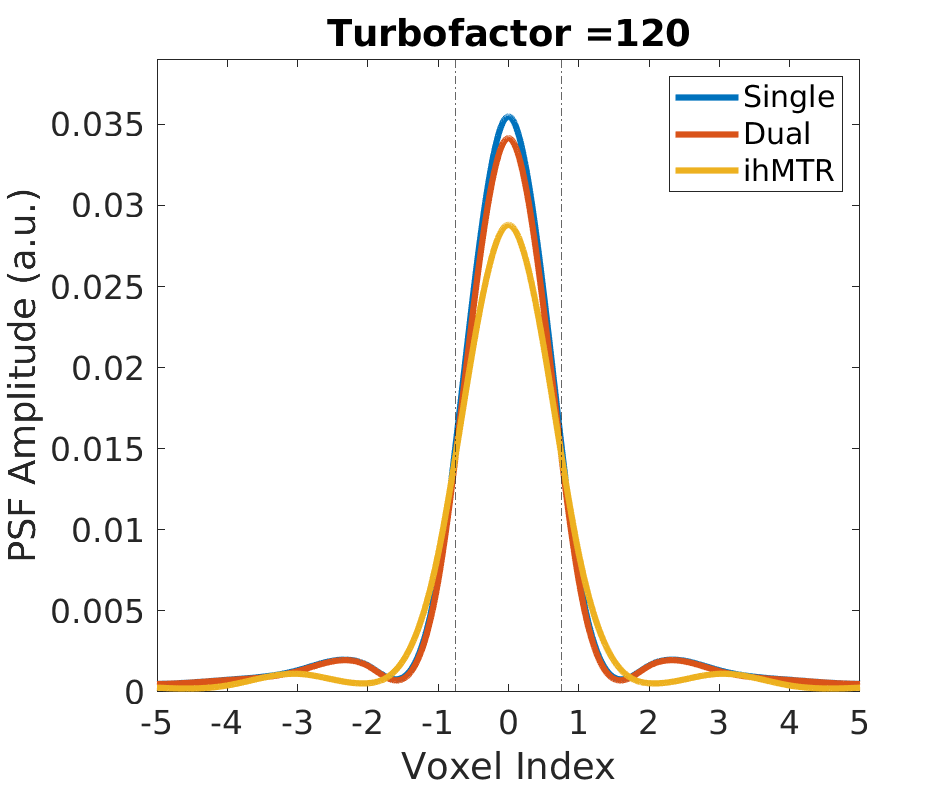 Turbofactor =120
Single
Dual
ihMTR
PSF Amplitude (a.u.)
0.035
0.03
0.025
0.02
0.015
0.01
0.005
0
-5 -4 -3 -2 -1 0 1 2 3 4 5
Voxel Index